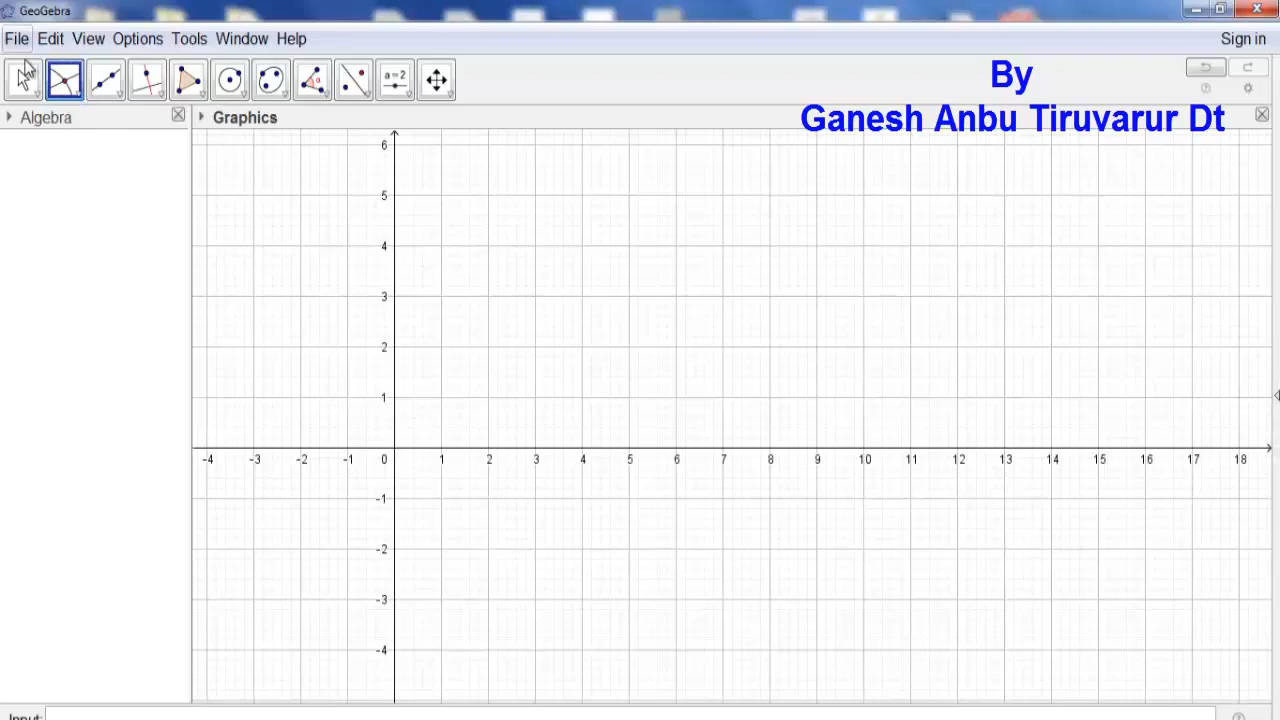 GeoGebra
File Edit View Options Tools Window Help Sign in
a=2
By
Algebra Graphics Ganesh Anbu Tiruvarur Dt
6
5
4
3
2
1
-4 -3 -2 -1 0 1 2 3 4 5 6 7 8 9 10 11 12 13 14 15 16 17 18
-1
-2
-3
-4
Input: